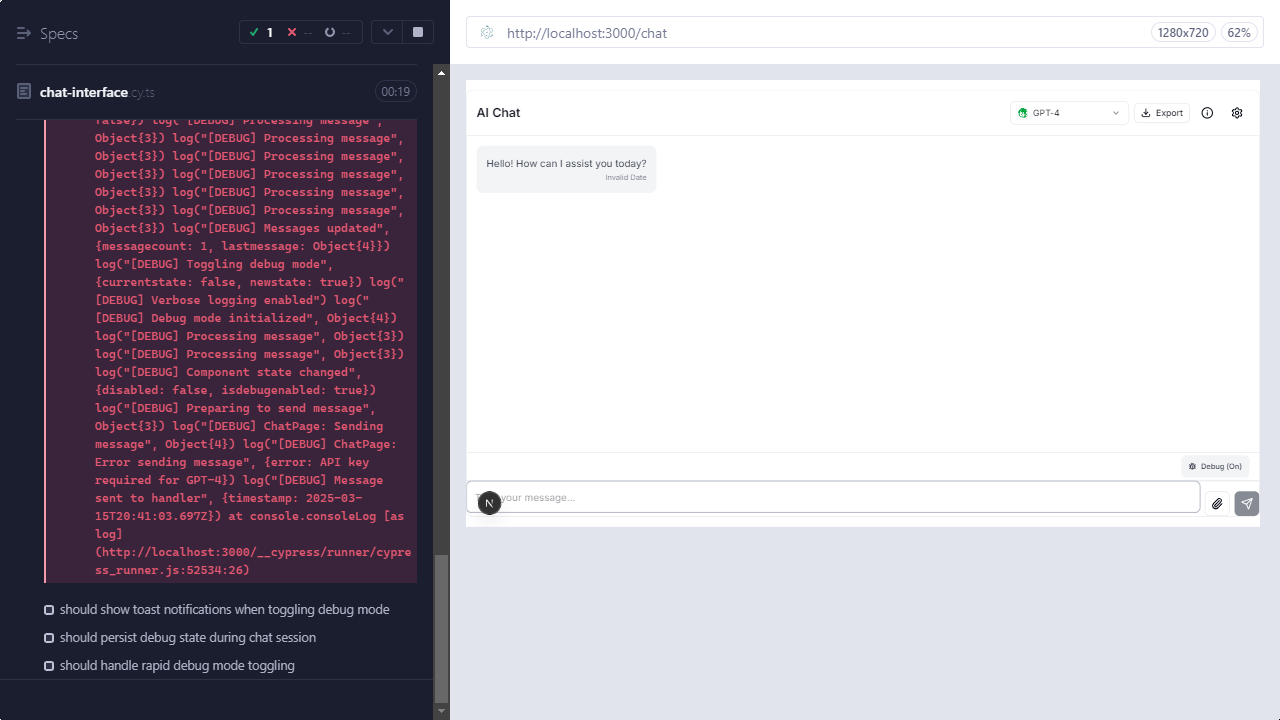 Specs
1
--
--
http://localhost:3000/chat
1280x720
62%
chat-interface.cy.ts
00:19
false}) log("[DEBUG] Processing message",
Object{3}) log("[DEBUG] Processing message",
Object{3}) log("[DEBUG] Processing message",
Object{3}) log("[DEBUG] Processing message",
Object{3}) log("[DEBUG] Processing message",
Object{3}) log("[DEBUG] Processing message",
Object{3}) log("[DEBUG] Messages updated",
{messagecount: 1, lastmessage: Object{4}})
log("[DEBUG] Toggling debug mode",
{currentstate: false, newstate: true}) log("
[DEBUG] Verbose logging enabled") log("
[DEBUG] Debug mode initialized", Object{4})
log("[DEBUG] Processing message", Object{3})
log("[DEBUG] Processing message", Object{3})
log("[DEBUG] Component state changed",
{disabled: false, isdebugenabled: true})
log("[DEBUG] Preparing to send message",
Object{3}) log("[DEBUG] ChatPage: Sending
message", Object{4}) log("[DEBUG] ChatPage:
Error sending message", {error: API key
required for GPT-4}) log("[DEBUG] Message
sent to handler", {timestamp: 2025-03-
15T20:41:03.697Z}) at console.consoleLog [as
log]
(http://localhost:3000/__cypress/runner/cypre
ss_runner.js:52534:26)
should show toast notifications when toggling debug mode
should persist debug state during chat session
should handle rapid debug mode toggling
AI Chat
GPT-4
Export
Hello! How can I assist you today?
Invalid Date
Debug (On)
your message...
N